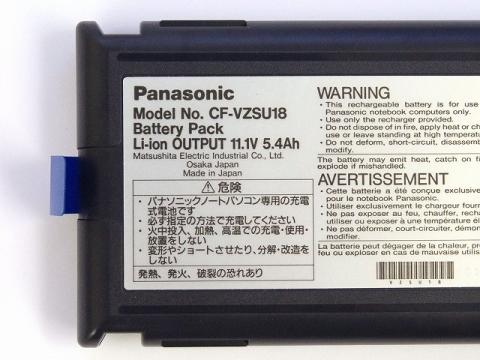 Panasonic
Model No. CF-VZSU18
Battery Pack
Li-ion OUTPUT 11.1V 5.4Ah
Matsushita Electric Industrial Co., Ltd.
Osaka Japan
Made in Japan
⚠ 危険
・パナソニックノートパソコン専用の充電
式電池です
・必ず指定の方法で充電してください
・火中投入、加熱、高温での充電・使用・
放置をしない
・変形やショートさせたり、分解・改造を
しない
発熱、発火、破裂の恐れあり
WARNING
• This rechargeable battery is for use
Panasonic notebook computers only.
• Use only the recharger provided.
• Do not dispose of in fire, apply heat or ch
or leave standing at high temperature
• Do not deform, short-circuit, disassemb
modify.
The battery may emit heat, catch on fi
explode if mishandled.
AVERTISSEMENT
• Cette batterie a été conçue exclusive
pour le notebook Panasonic.
• Utilisez exclusivement le chargeur fourn
• Ne pas exposer au feu, chauffer, recharg
utiliser ou exposer à une température él
• Ne pas déformer, court-circuiter, démon
modifier.
La batterie peut dégager de la chaleur, pre
feu ou exploser en cas de mauvaise utilisat
VZSU18